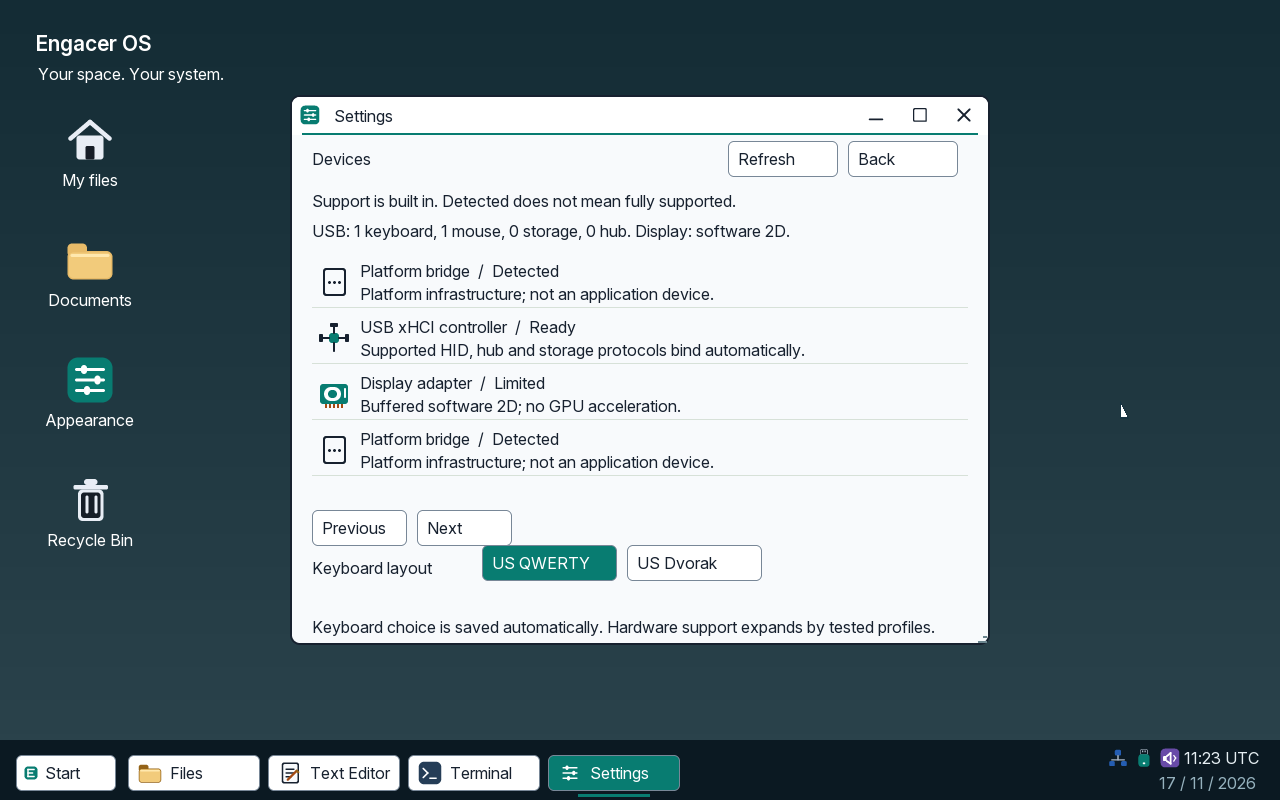 Engacer OS
Your space. Your system.
My files
Documents
Appearance
Recycle Bin
Settings
Devices
Refresh
Back
Support is built in. Detected does not mean fully supported.
USB: 1 keyboard, 1 mouse, 0 storage, 0 hub. Display: software 2D.
Platform bridge / Detected
Platform infrastructure; not an application device.
USB xHCI controller / Ready
Supported HID, hub and storage protocols bind automatically.
Display adapter / Limited
Buffered software 2D; no GPU acceleration.
Platform bridge / Detected
Platform infrastructure; not an application device.
Previous
Next
Keyboard layout
US QWERTY
US Dvorak
Keyboard choice is saved automatically. Hardware support expands by tested profiles.
Start
Files
Text Editor
Terminal
Settings
11:23 UTC
17 / 11 / 2026